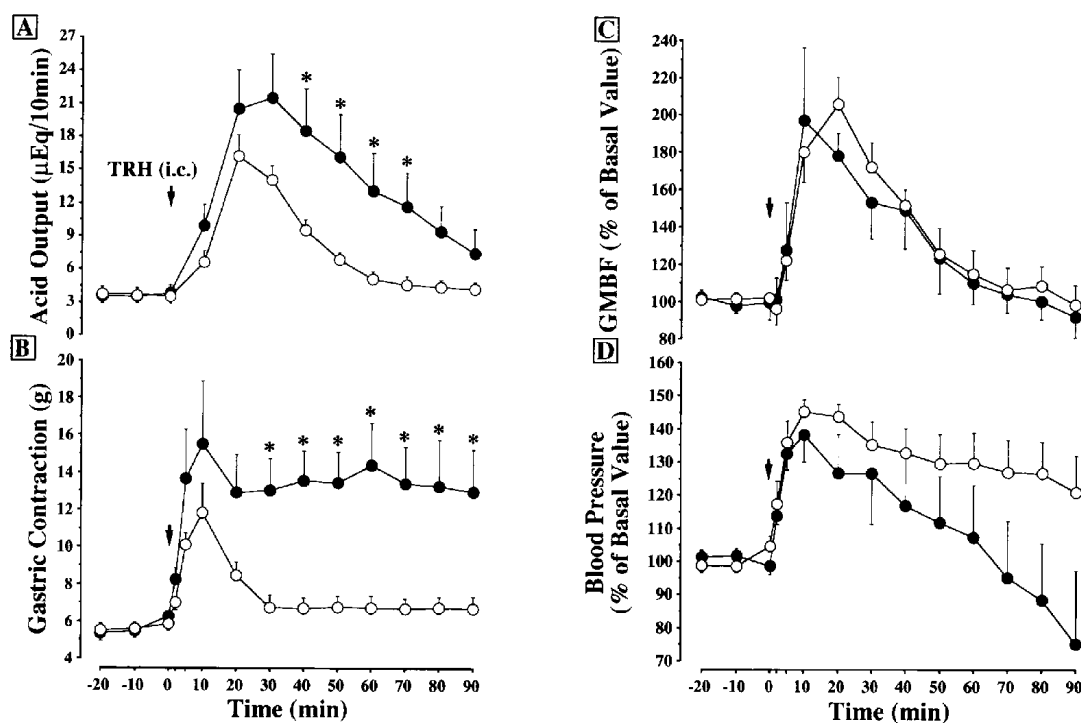 A
Acid Output (µEq/10min)
27
24
21
18
15
12
9
6
3
0
TRH (i.c.)
* * * *
B
Gastric Contraction (g)
20
18
16
14
12
10
8
6
4
* * * * * * *
-20 -10 0 10 20 30 40 50 60 70 80 90
Time (min)
C
GMBF (% of Basal Value)
240
220
200
180
160
140
120
100
80
D
Blood Pressure
(% of Basal Value)
160
150
140
130
120
110
100
90
80
70
-20 -10 0 10 20 30 40 50 60 70 80 90
Time (min)